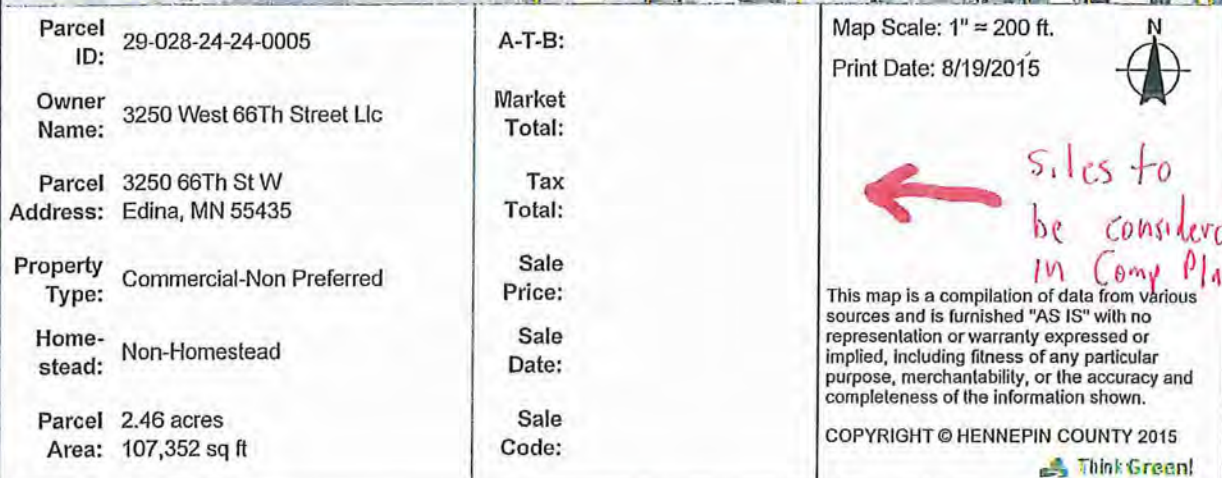 Parcel ID: 29-028-24-24-0005
Owner Name: 3250 West 66Th Street Llc
Parcel Address: 3250 66Th St W
Edina, MN 55435
Property Type: Commercial-Non Preferred
Home-stead: Non-Homestead
Parcel Area: 2.46 acres
107,352 sq ft
A-T-B:
Market Total:
Tax Total:
Sale Price:
Sale Date:
Sale Code:
Map Scale: 1" ≈ 200 ft.
Print Date: 8/19/2015
N
Sites to
be
in Comp
This map is a compilation of data from various
sources and is furnished "AS IS" with no
representation or warranty expressed or
implied, including fitness of any particular
purpose, merchantability, or the accuracy and
completeness of the information shown.
COPYRIGHT © HENNEPIN COUNTY 2015
Think Green!